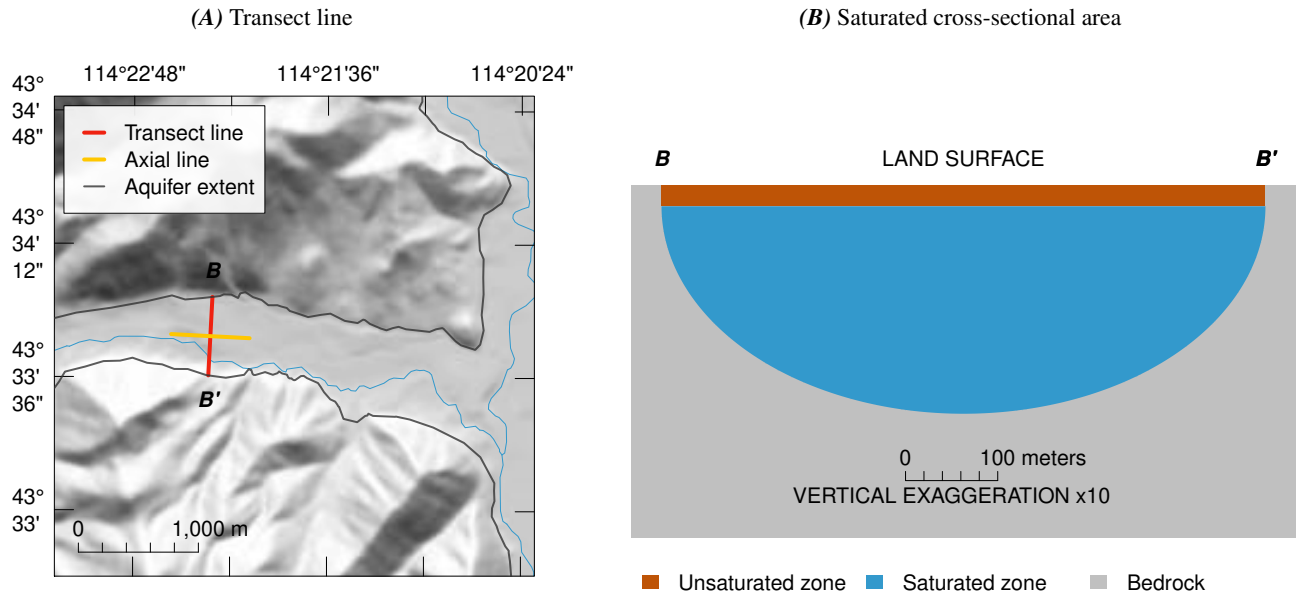 (A) Transect line
114°22'48" 114°21'36" 114°20'24"
43°
34'
48"
Transect line
Axial line
Aquifer extent
43°
34'
12"
B
43°
33'
36"
B'
43°
33'
0 1,000 m
(B) Saturated cross-sectional area
B LAND SURFACE B'
0 100 meters
VERTICAL EXAGGERATION x10
Unsaturated zone Saturated zone Bedrock